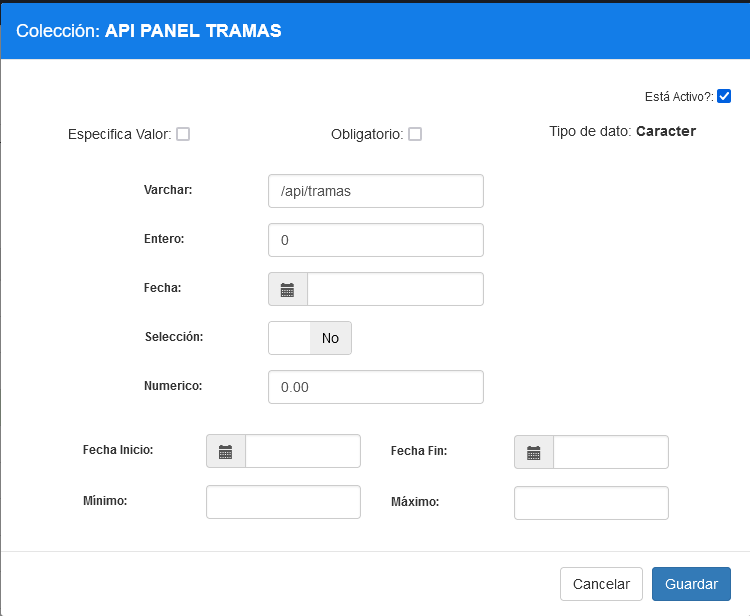 Colección: API PANEL TRAMAS
Está Activo?:
Especifica Valor:
Obligatorio:
Tipo de dato: Caracter
Varchar:
/api/tramas
Entero:
0
Fecha:
Selección:
No
Numerico:
0.00
Fecha Inicio:
Fecha Fin:
Mínimo:
Máximo:
Cancelar
Guardar